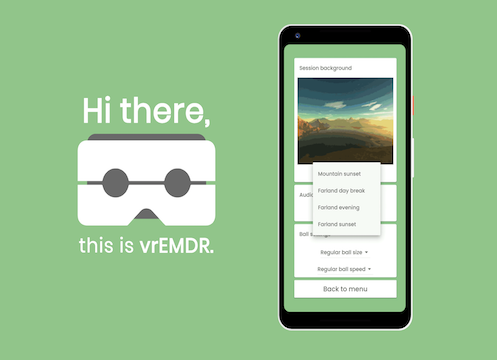 Hi there,
this is vrEMDR.
Session background
Mountain sunset
Farland day break
Farland evening
Farland sunset
Regular ball size
Regular ball speed
Back to menu